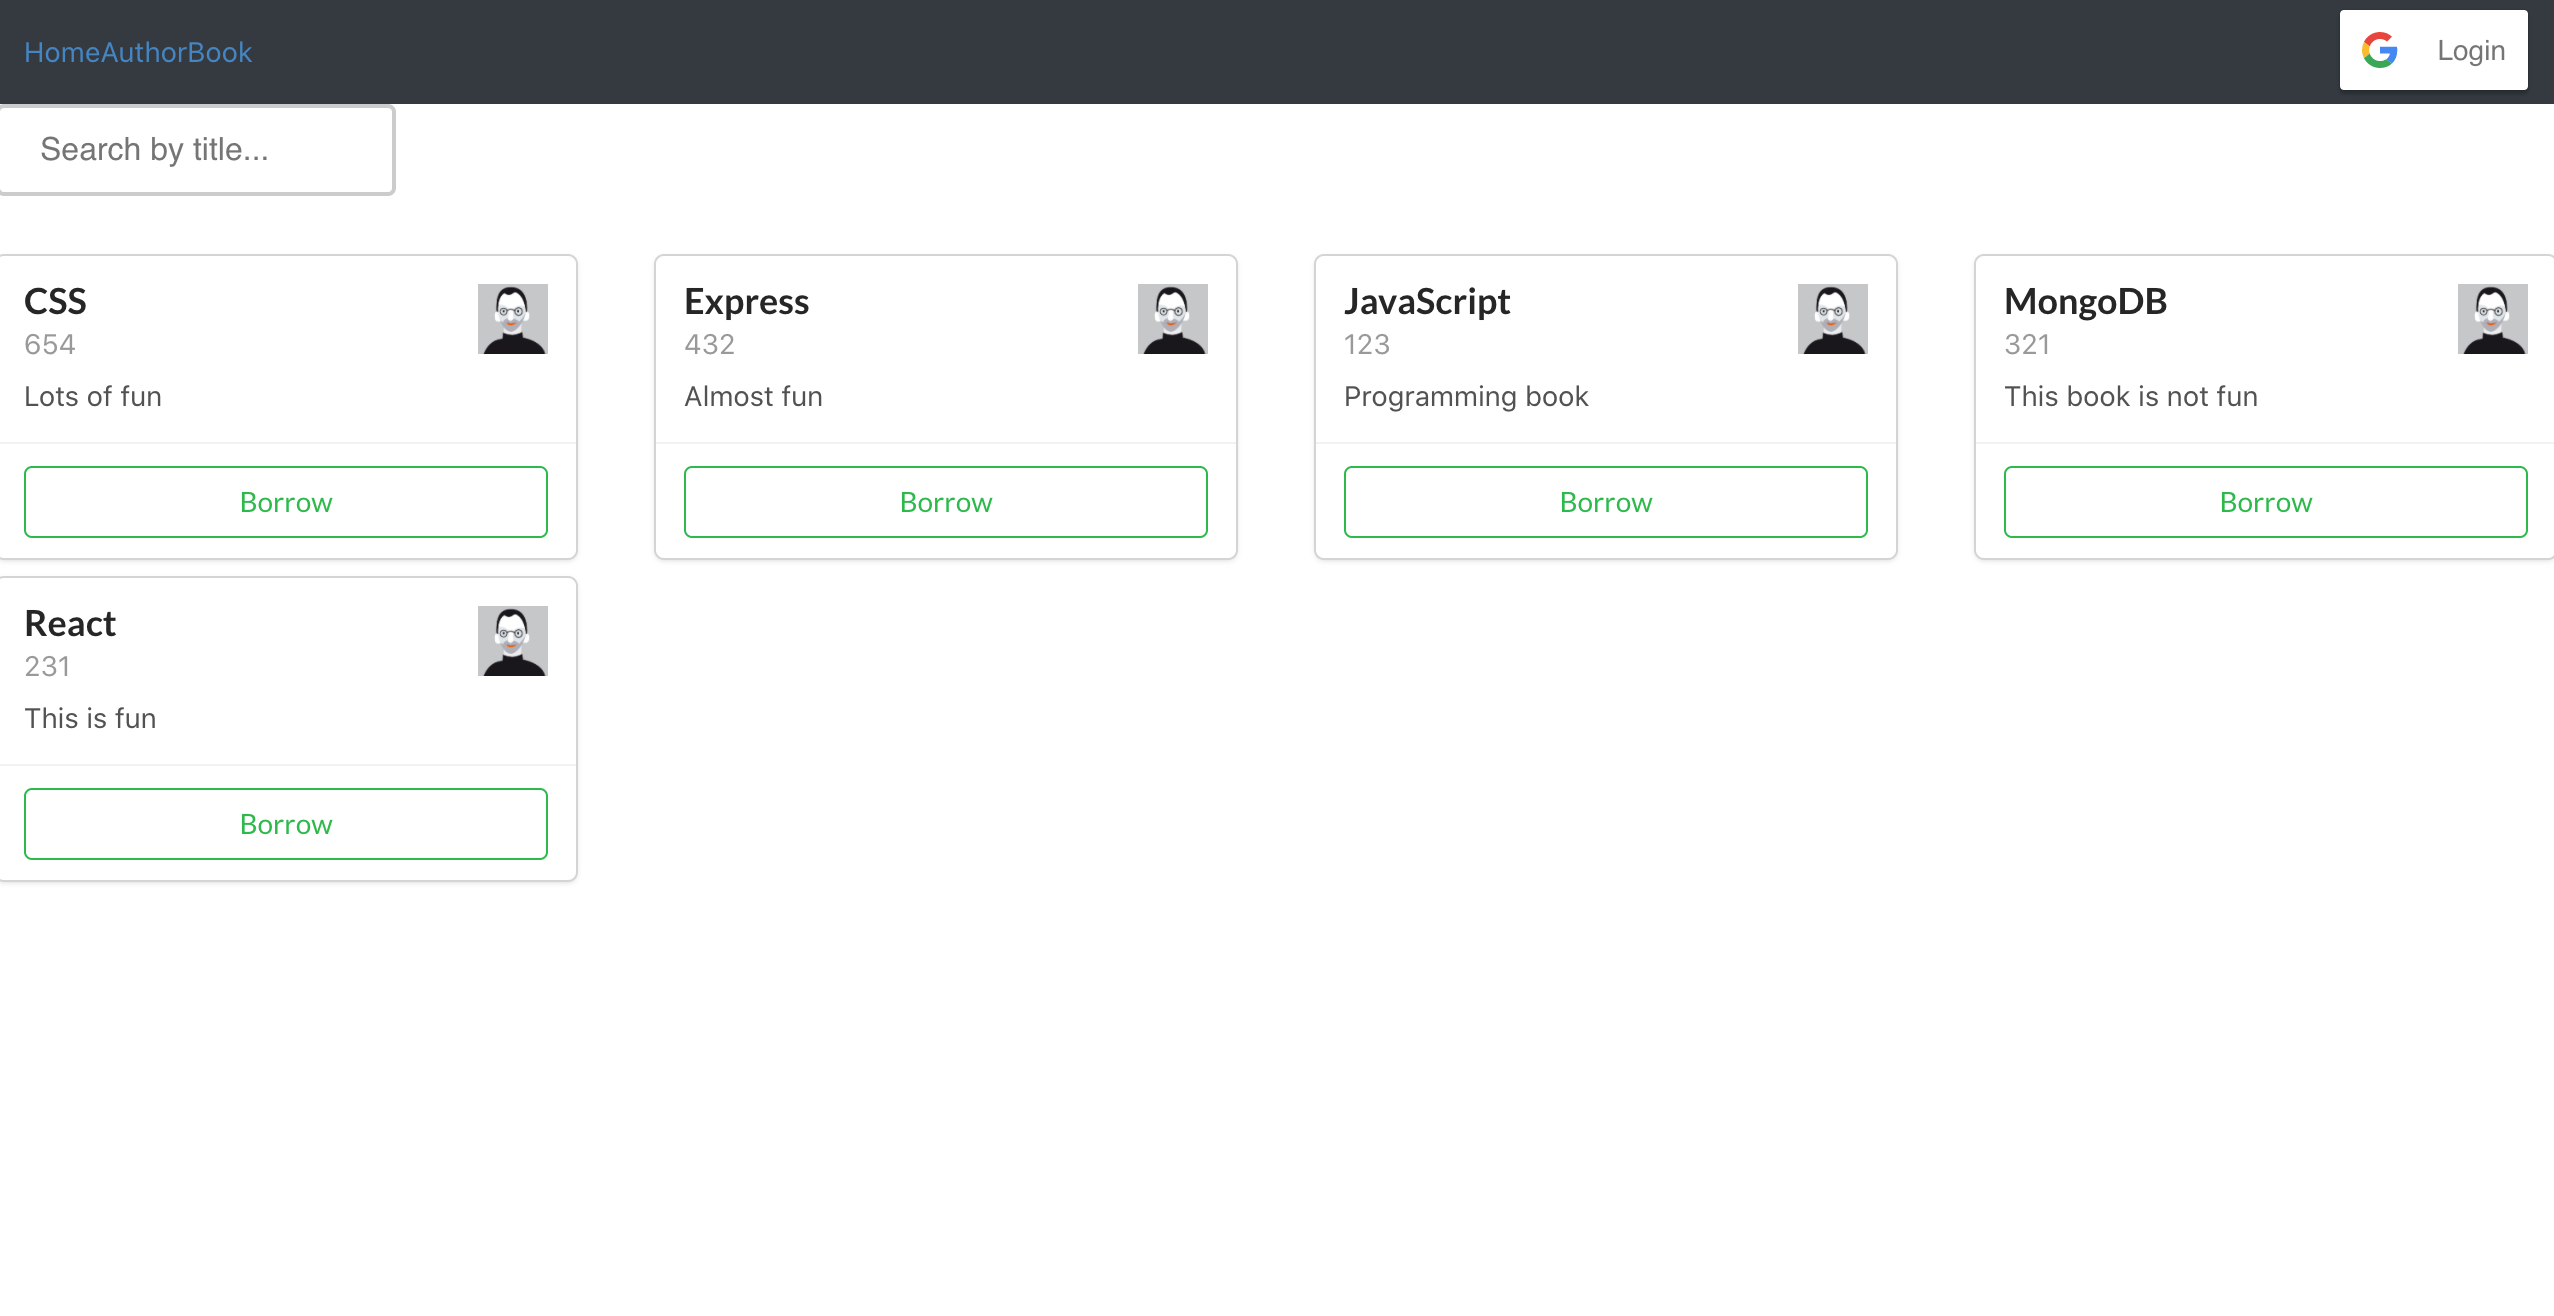 HomeAuthorBook
Login
Search by title...
CSS
654
Lots of fun
Borrow
Express
432
Almost fun
Borrow
JavaScript
123
Programming book
Borrow
MongoDB
321
This book is not fun
Borrow
React
231
This is fun
Borrow